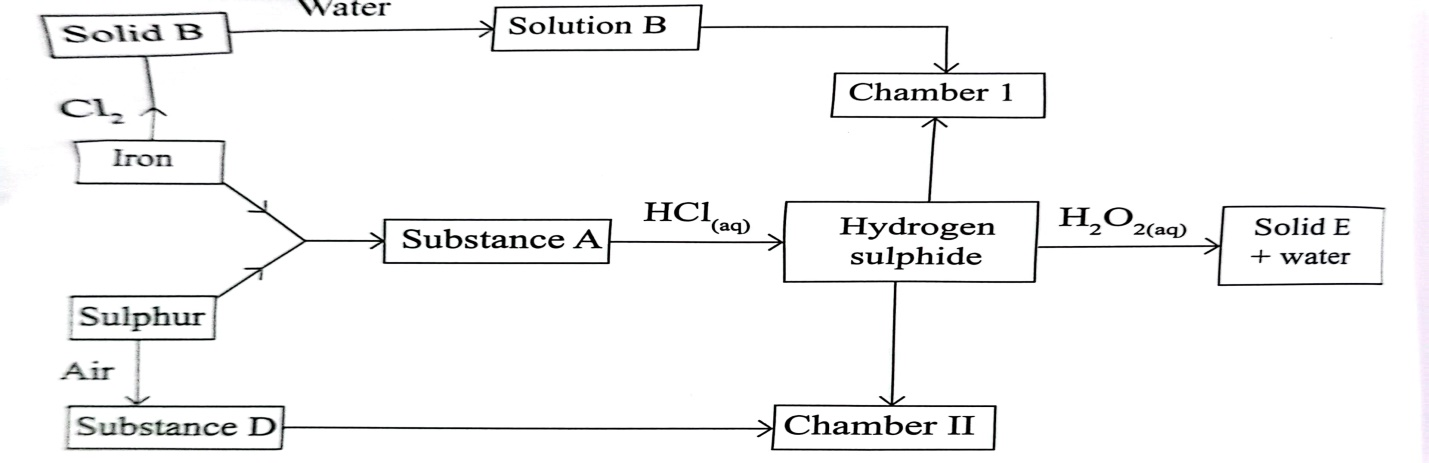 Water
Solid B
Solution B
Chamber 1
Cl₂
Iron
HCl(aq)
Substance A
Hydrogen
sulphide
H₂O₂(aq)
Solid E
+ water
Sulphur
Air
Substance D
Chamber II